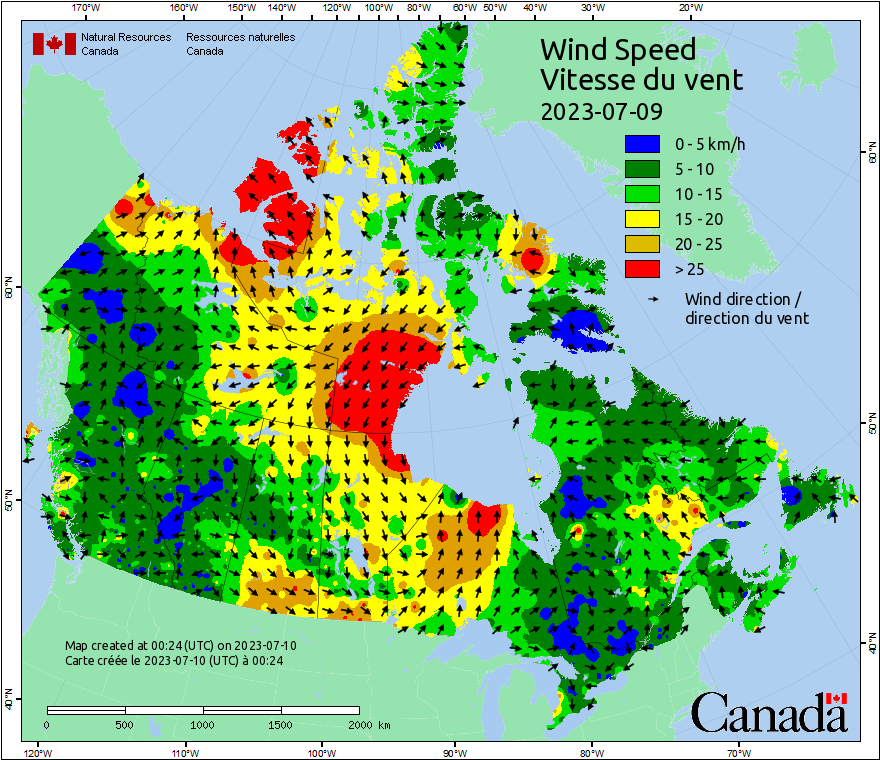 170°W 160°W 150°W 140°W 130°W 120°W 110°W 100°W 90°W 80°W 70°W 60°W 50°W 40°W 30°W 20°W
Natural Resources Canada
Ressources naturelles Canada
Wind Speed
Vitesse du vent
2023-07-09
0 - 5 km/h
5 - 10
10 - 15
15 - 20
20 - 25
> 25
Wind direction /
direction du vent
60°N
50°N
40°N
60°N
50°N
40°N
Map created at 00:24 (UTC) on 2023-07-10
Carte créée le 2023-07-10 (UTC) à 00:24
0 500 1000 1500 2000 km
Canada
120°W 110°W 100°W 90°W 80°W 70°W